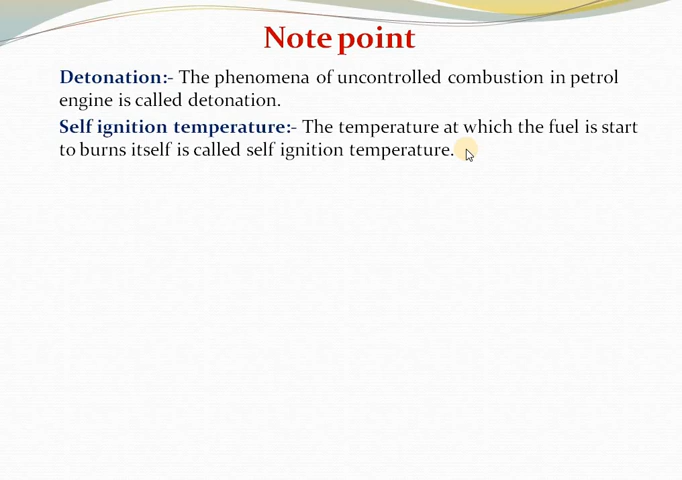 Note point
Detonation:- The phenomena of uncontrolled combustion in petrol
engine is called detonation.
Self ignition temperature:- The temperature at which the fuel is start
to burns itself is called self ignition temperature.